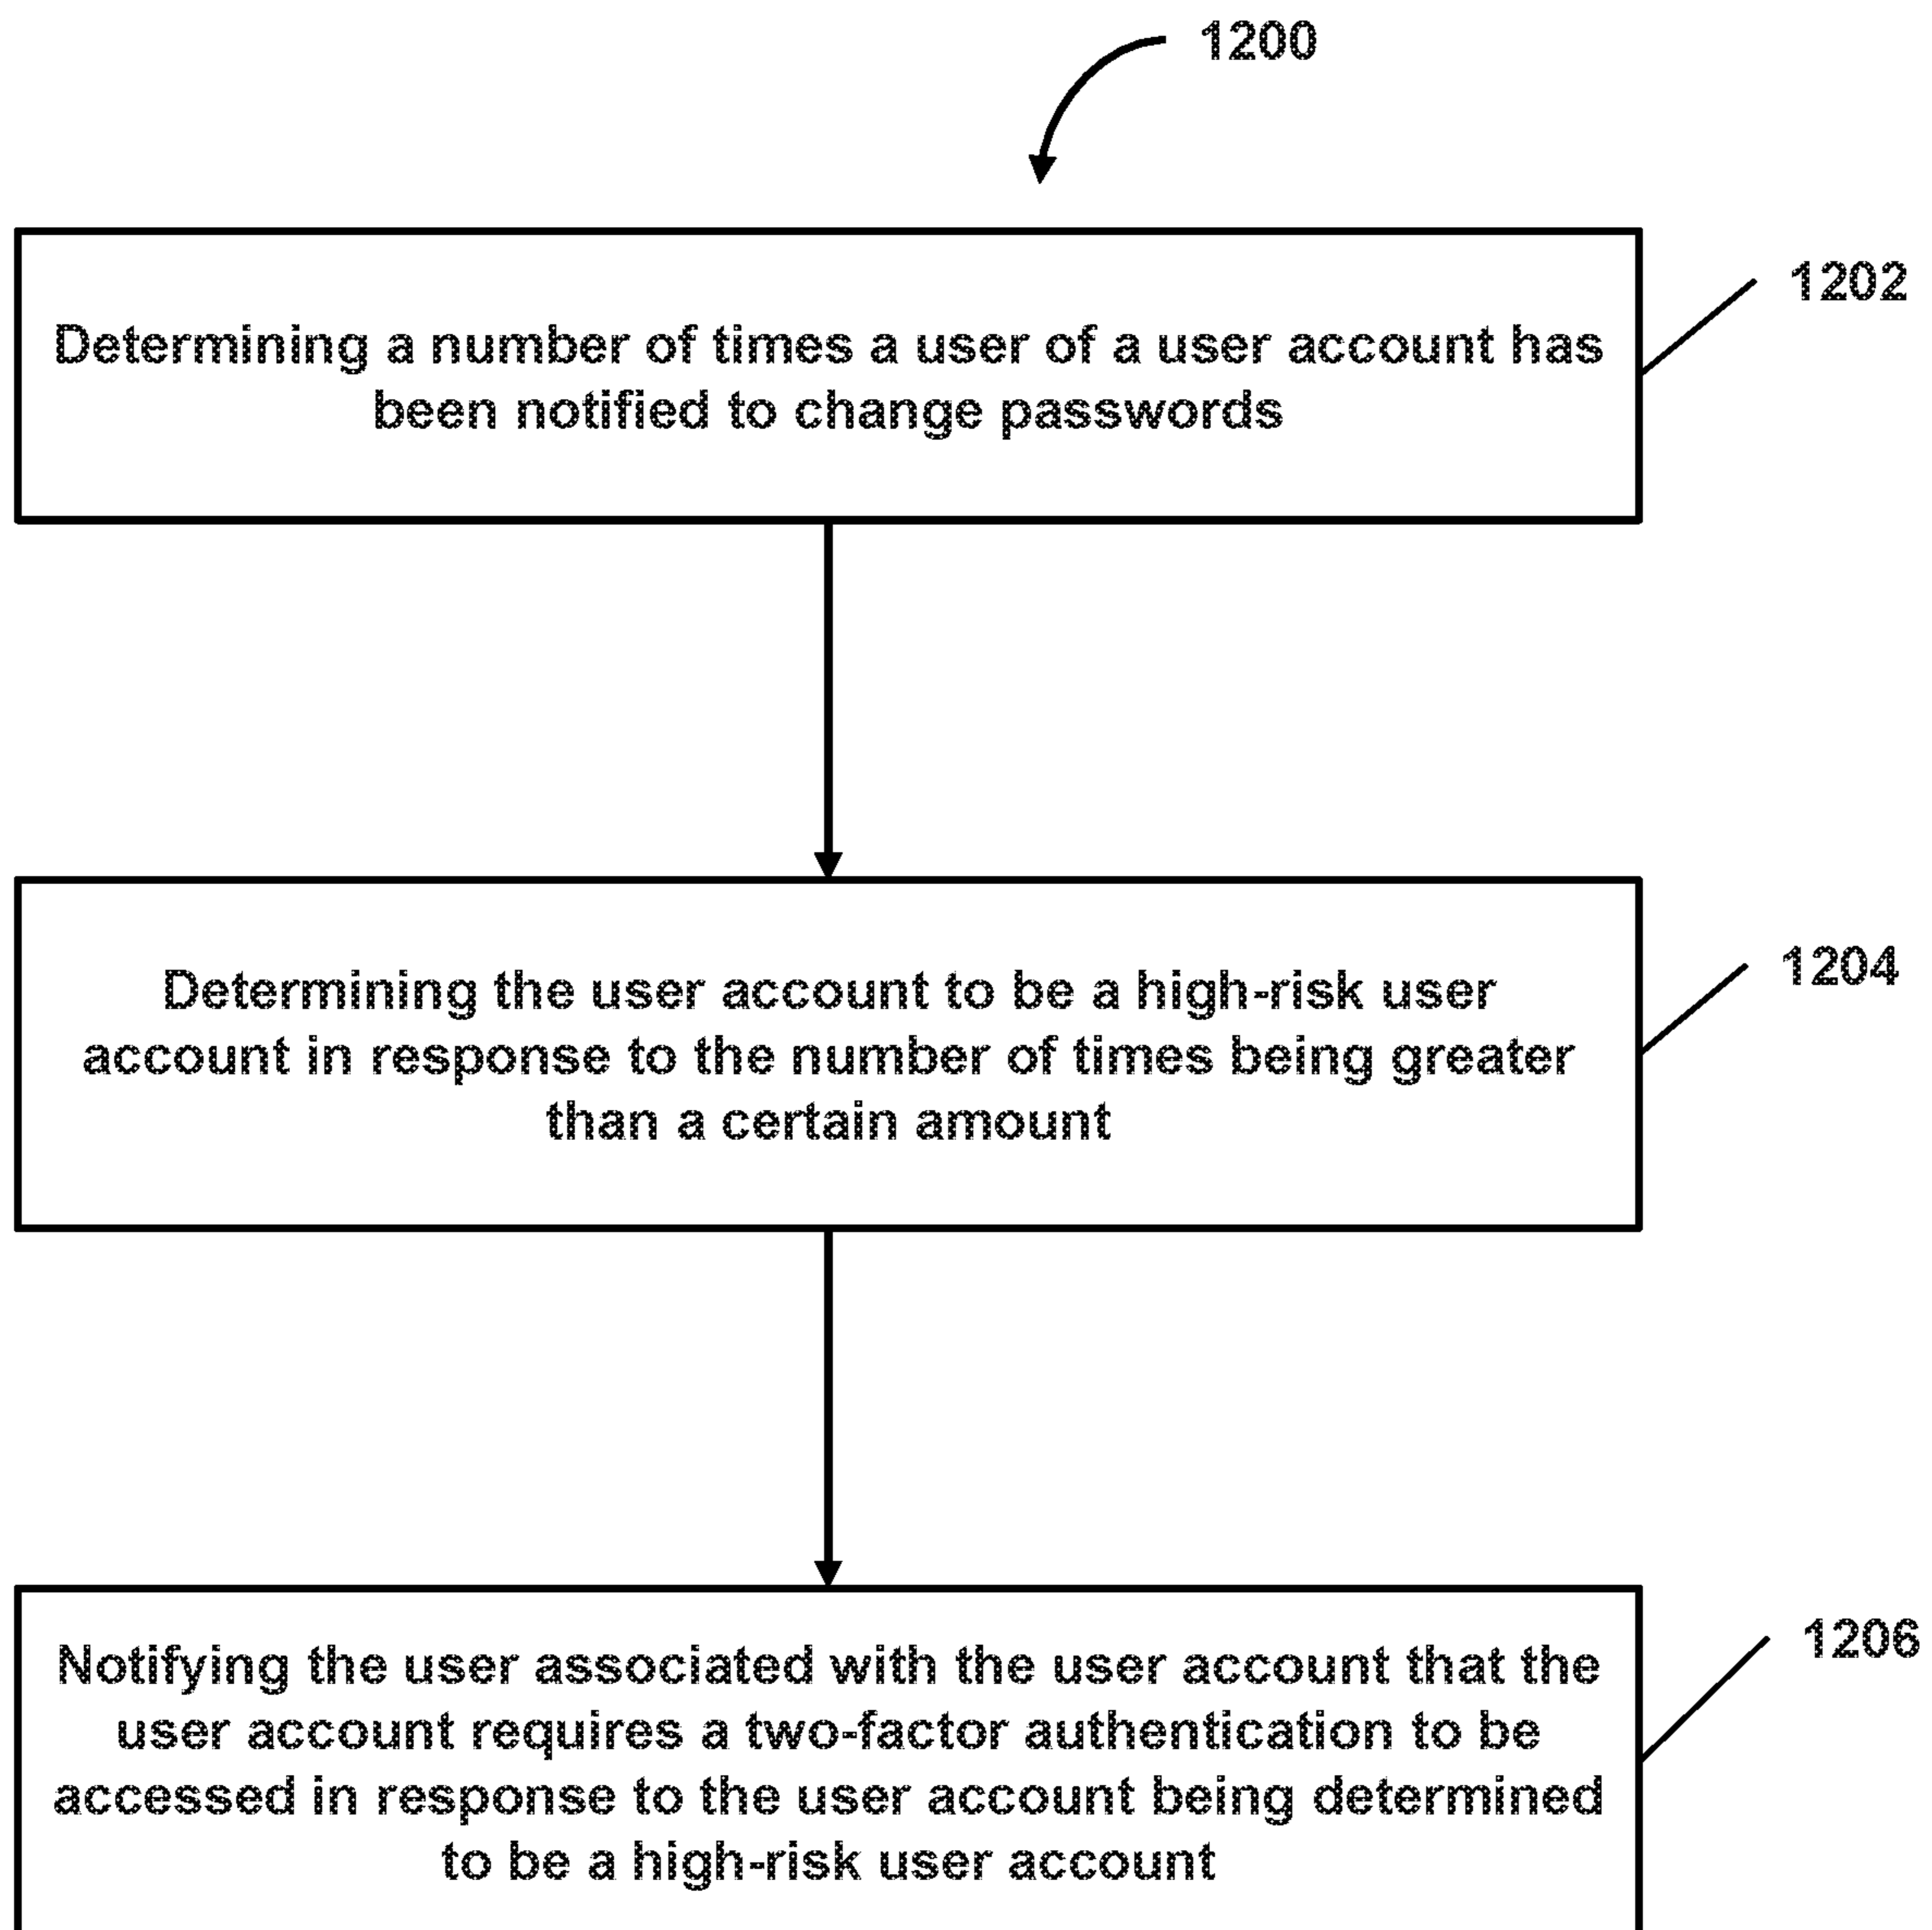 1200
1202
Determining a number of times a user of a user account has
been notified to change passwords
1204
Determining the user account to be a high-risk user
account in response to the number of times being greater
than a certain amount
1206
Notifying the user associated with the user account that the
user account requires a two-factor authentication to be
accessed in response to the user account being determined
to be a high-risk user account